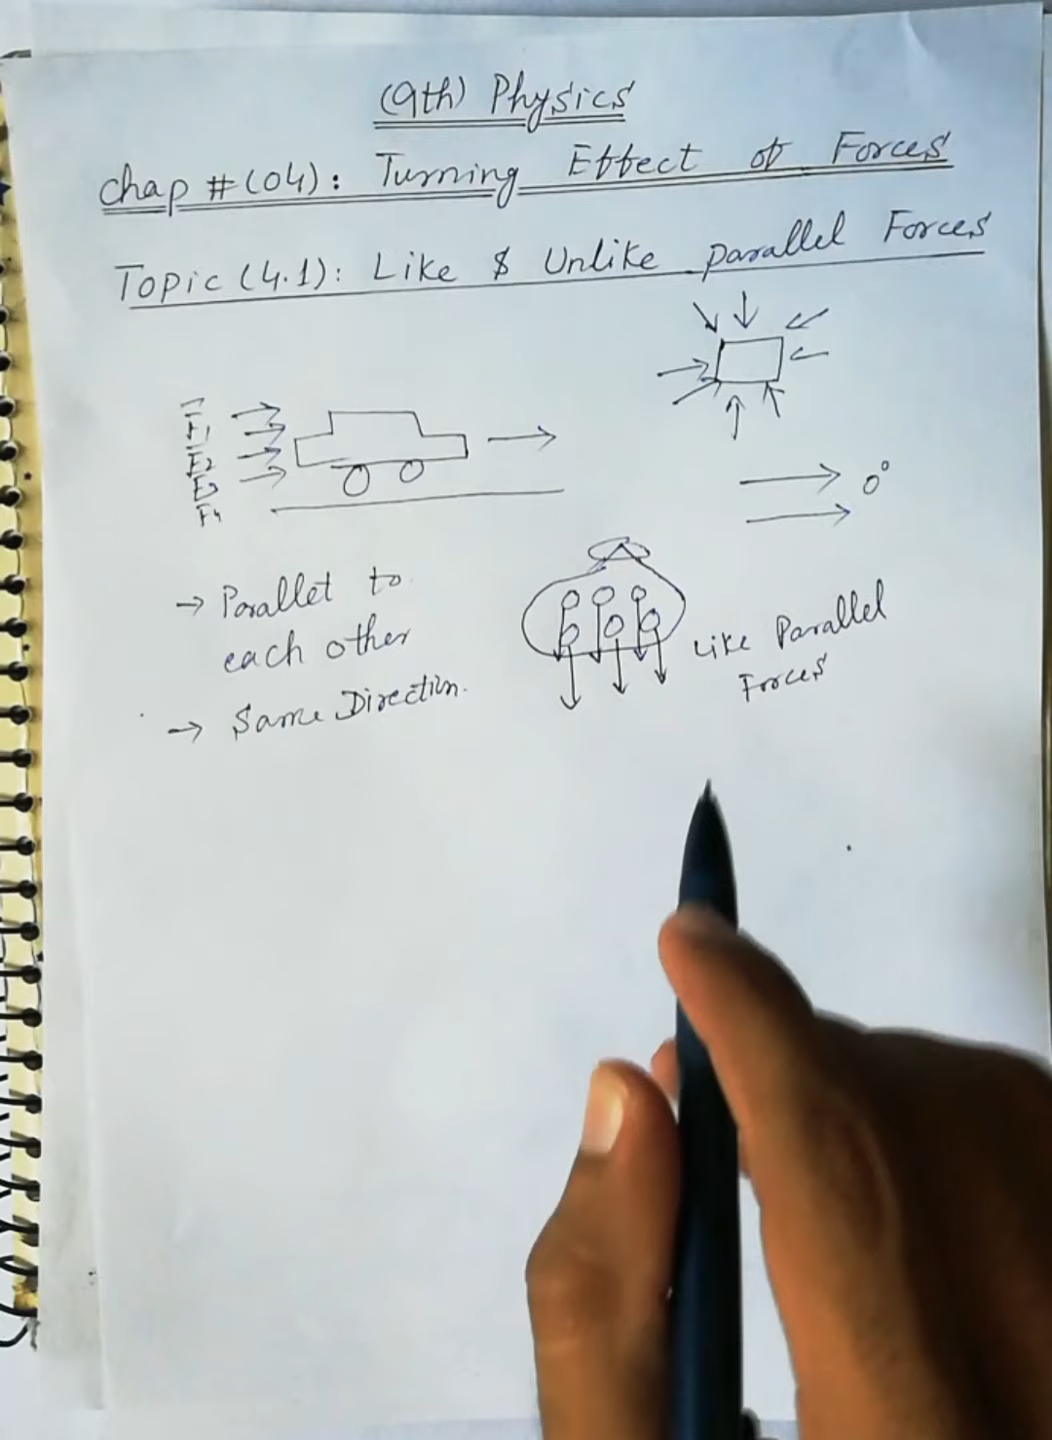 (9th) Physics
Chap # (04): Turning Effect of Forces
Topic (4.1): Like & Unlike parallel Forces
F1
F2
F3
F4
0°
→ Parallel to
each other
→ Same Direction.
Like Parallel
Forces